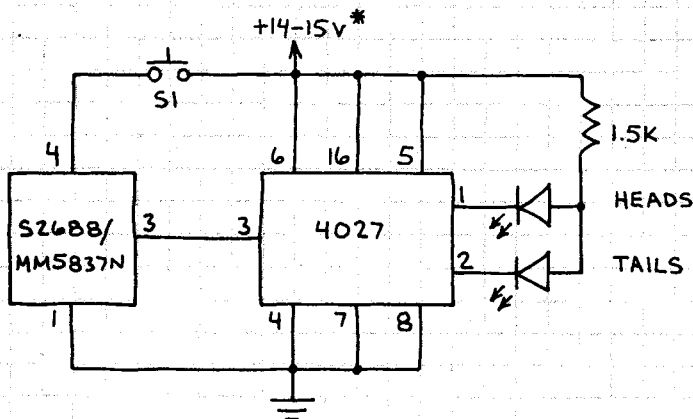 +14-15v*
S1
4
6 16 5
1.5K
1 HEADS
S2688/ 3 3 4027
MM5837N
2 TAILS
1 4 7 8